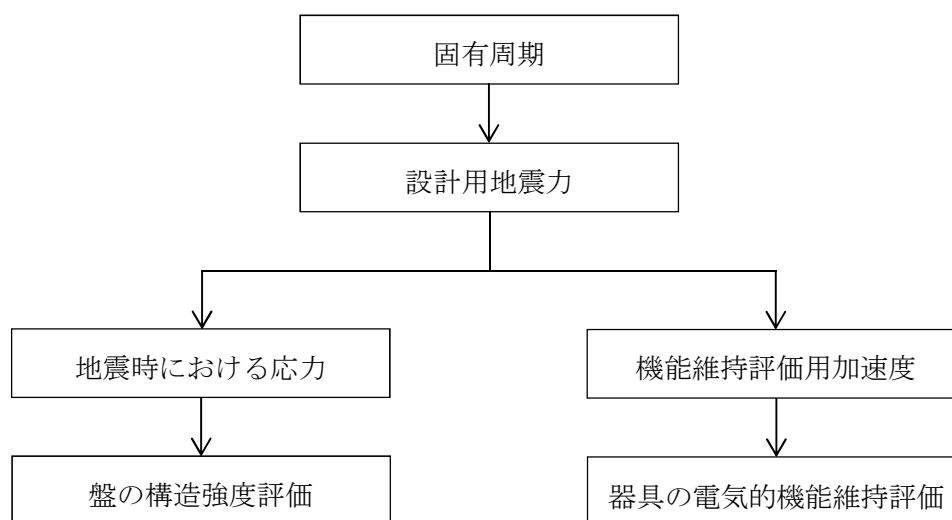 固有周期
設計用地震力
地震時における応力
機能維持評価用加速度
盤の構造強度評価
器具の電気的機能維持評価